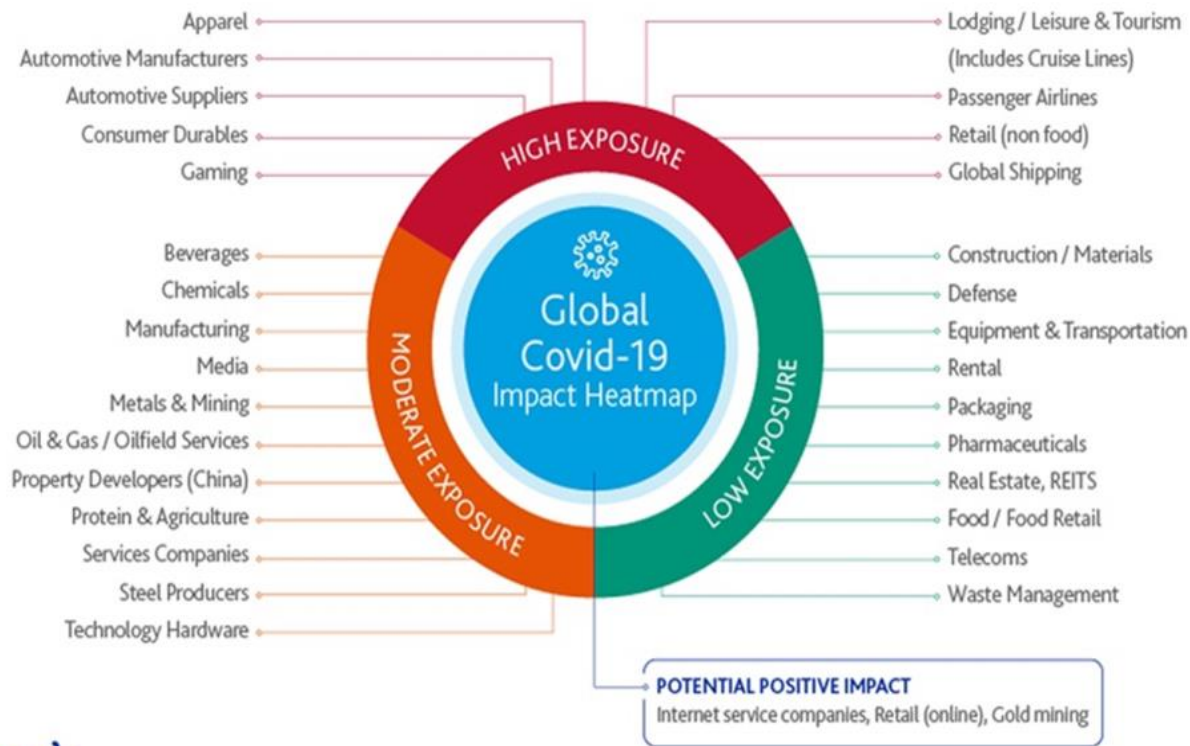 Apparel
Automotive Manufacturers
Automotive Suppliers
Consumer Durables
Gaming
Lodging / Leisure & Tourism
(Includes Cruise Lines)
Passenger Airlines
Retail (non food)
Global Shipping
HIGH EXPOSURE
Beverages
Chemicals
Manufacturing
Media
Metals & Mining
Oil & Gas / Oilfield Services
Property Developers (China)
Protein & Agriculture
Services Companies
Steel Producers
Technology Hardware
MODERATE EXPOSURE
Global
Covid-19
Impact Heatmap
LOW EXPOSURE
Construction / Materials
Defense
Equipment & Transportation
Rental
Packaging
Pharmaceuticals
Real Estate, REITS
Food / Food Retail
Telecoms
Waste Management
POTENTIAL POSITIVE IMPACT
Internet service companies, Retail (online), Gold mining